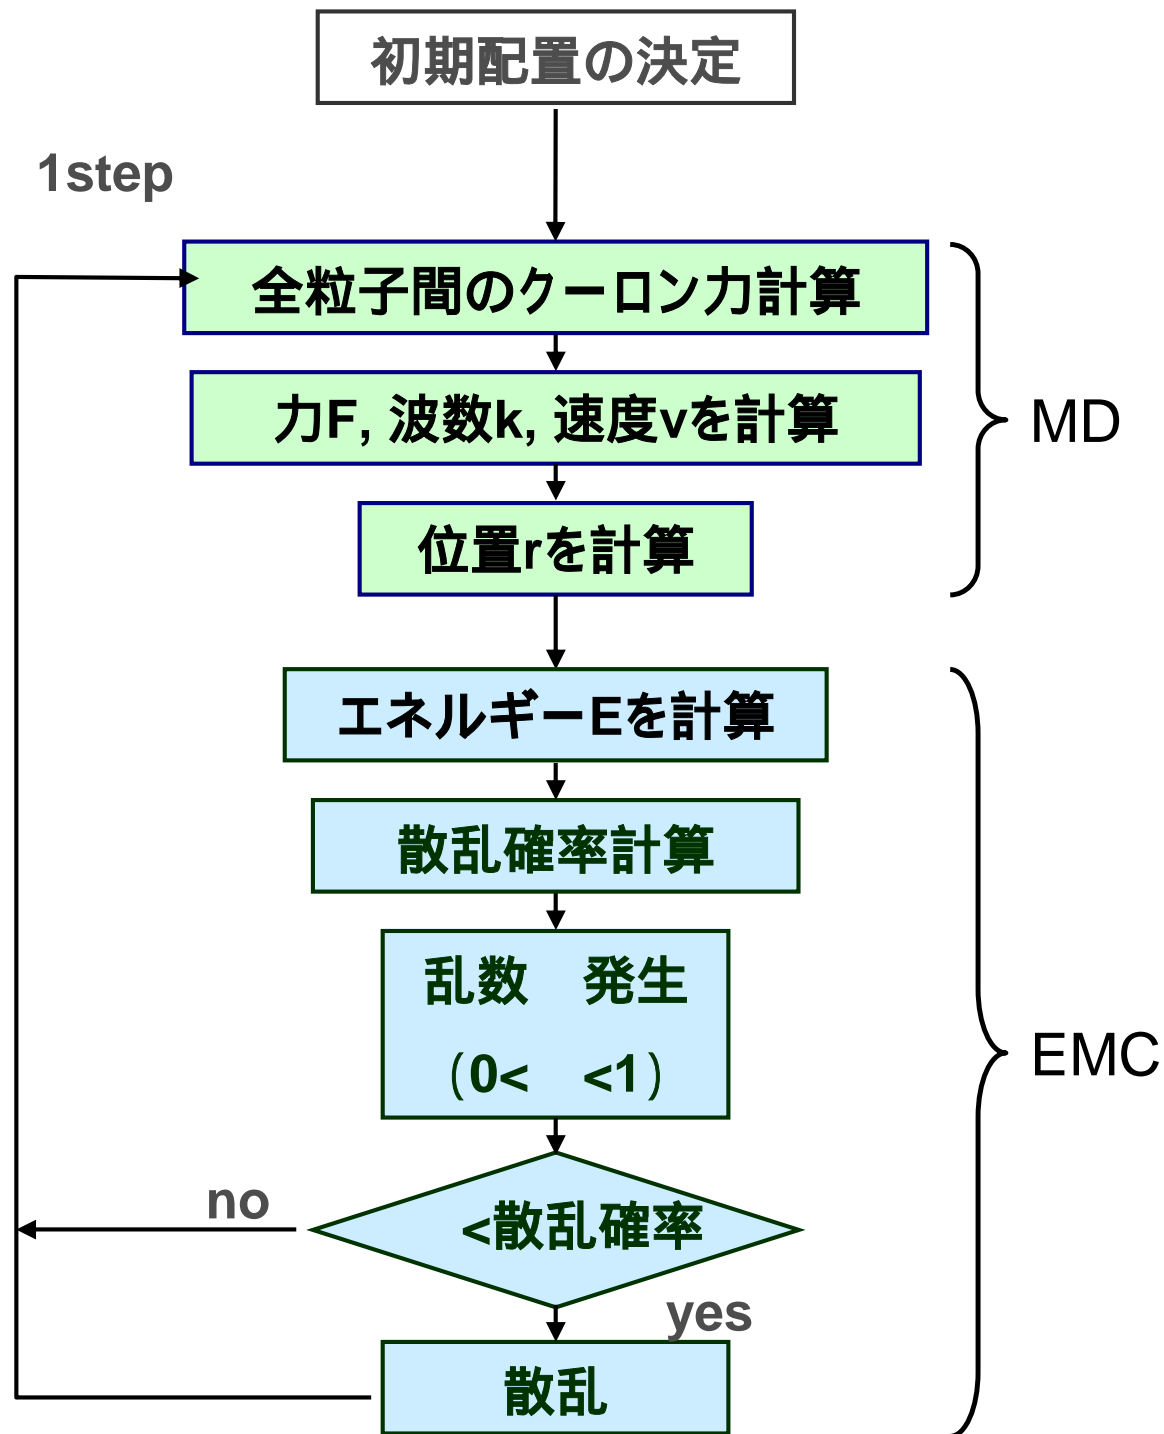 初期配置の決定
1step
全粒子間のクーロン力計算
力F, 波数k, 速度vを計算
MD
位置rを計算
エネルギーEを計算
散乱確率計算
乱数　発生
(0<　<1)
EMC
no
<散乱確率
yes
散乱